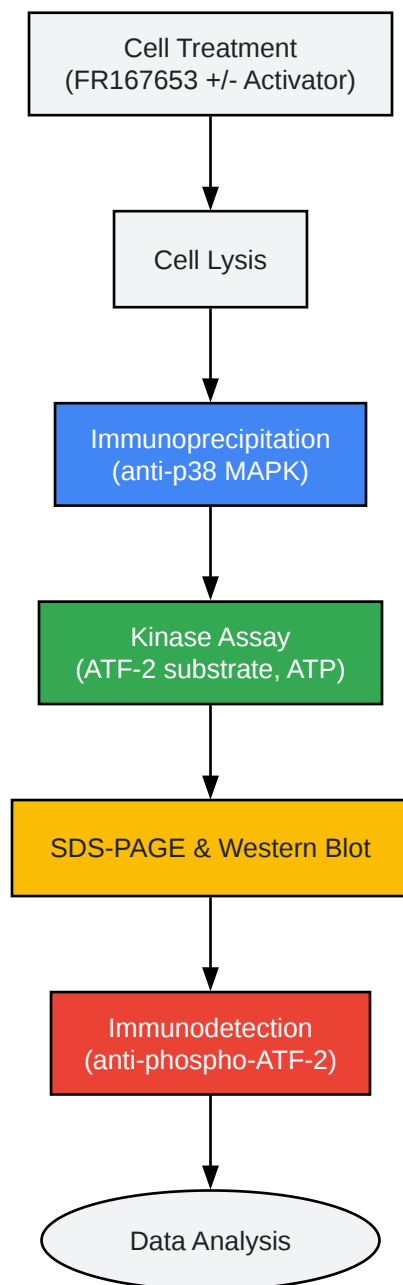 Cell Treatment
(FR167653 +/- Activator)
Cell Lysis
Immunoprecipitation
(anti-p38 MAPK)
Kinase Assay
(ATF-2 substrate, ATP)
SDS-PAGE & Western Blot
Immunodetection
(anti-phospho-ATF-2)
Data Analysis